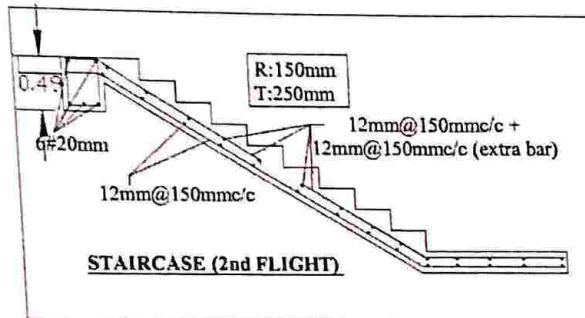 R:150mm
T:250mm
0.45
12mm@150mmc/c +
12mm@150mmc/c (extra bar)
6#20mm
12mm@150mmc/c
STAIRCASE (2nd FLIGHT)